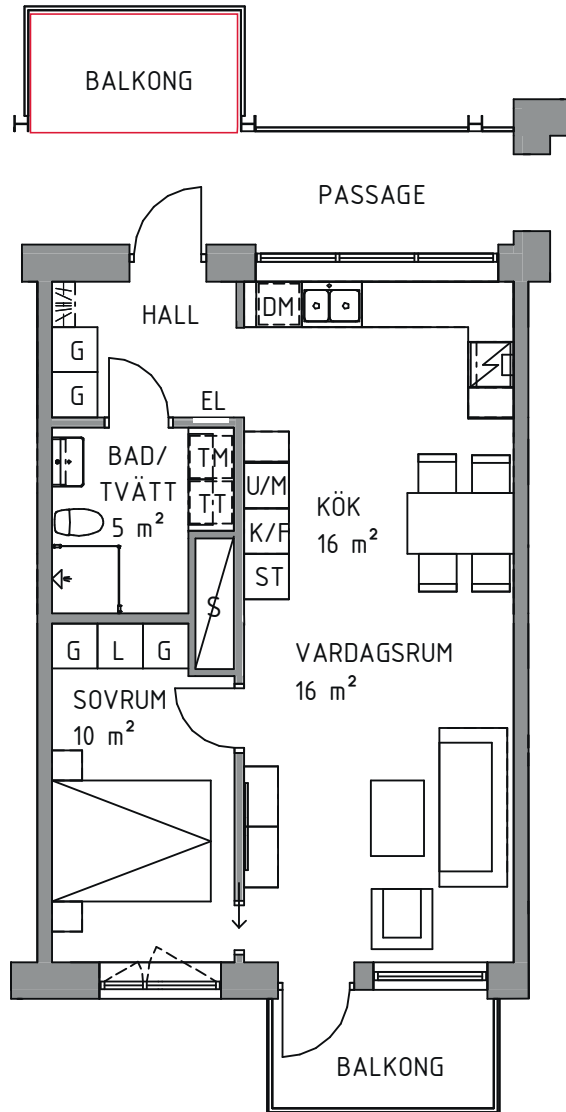 BALKONG
PASSAGE
HALL
DM
G
G
EL
BAD/
TVÄTT
5 m²
TM
TT
U/M
K/F
ST
KÖK
16 m²
S
G L G
SOVRUM
10 m²
VARDAGSRUM
16 m²
BALKONG